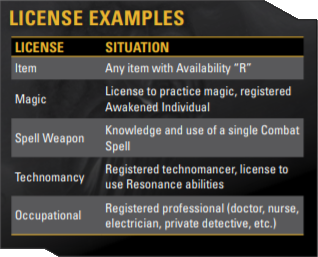 LICENSE EXAMPLES
LICENSE SITUATION
Item Any item with Availability “R”
Magic License to practice magic, registered
Awakened Individual
Spell Weapon Knowledge and use of a single Combat
Spell
Technomancy Registered technomancer, license to
use Resonance abilities
Occupational Registered professional (doctor, nurse,
electrician, private detective, etc.)